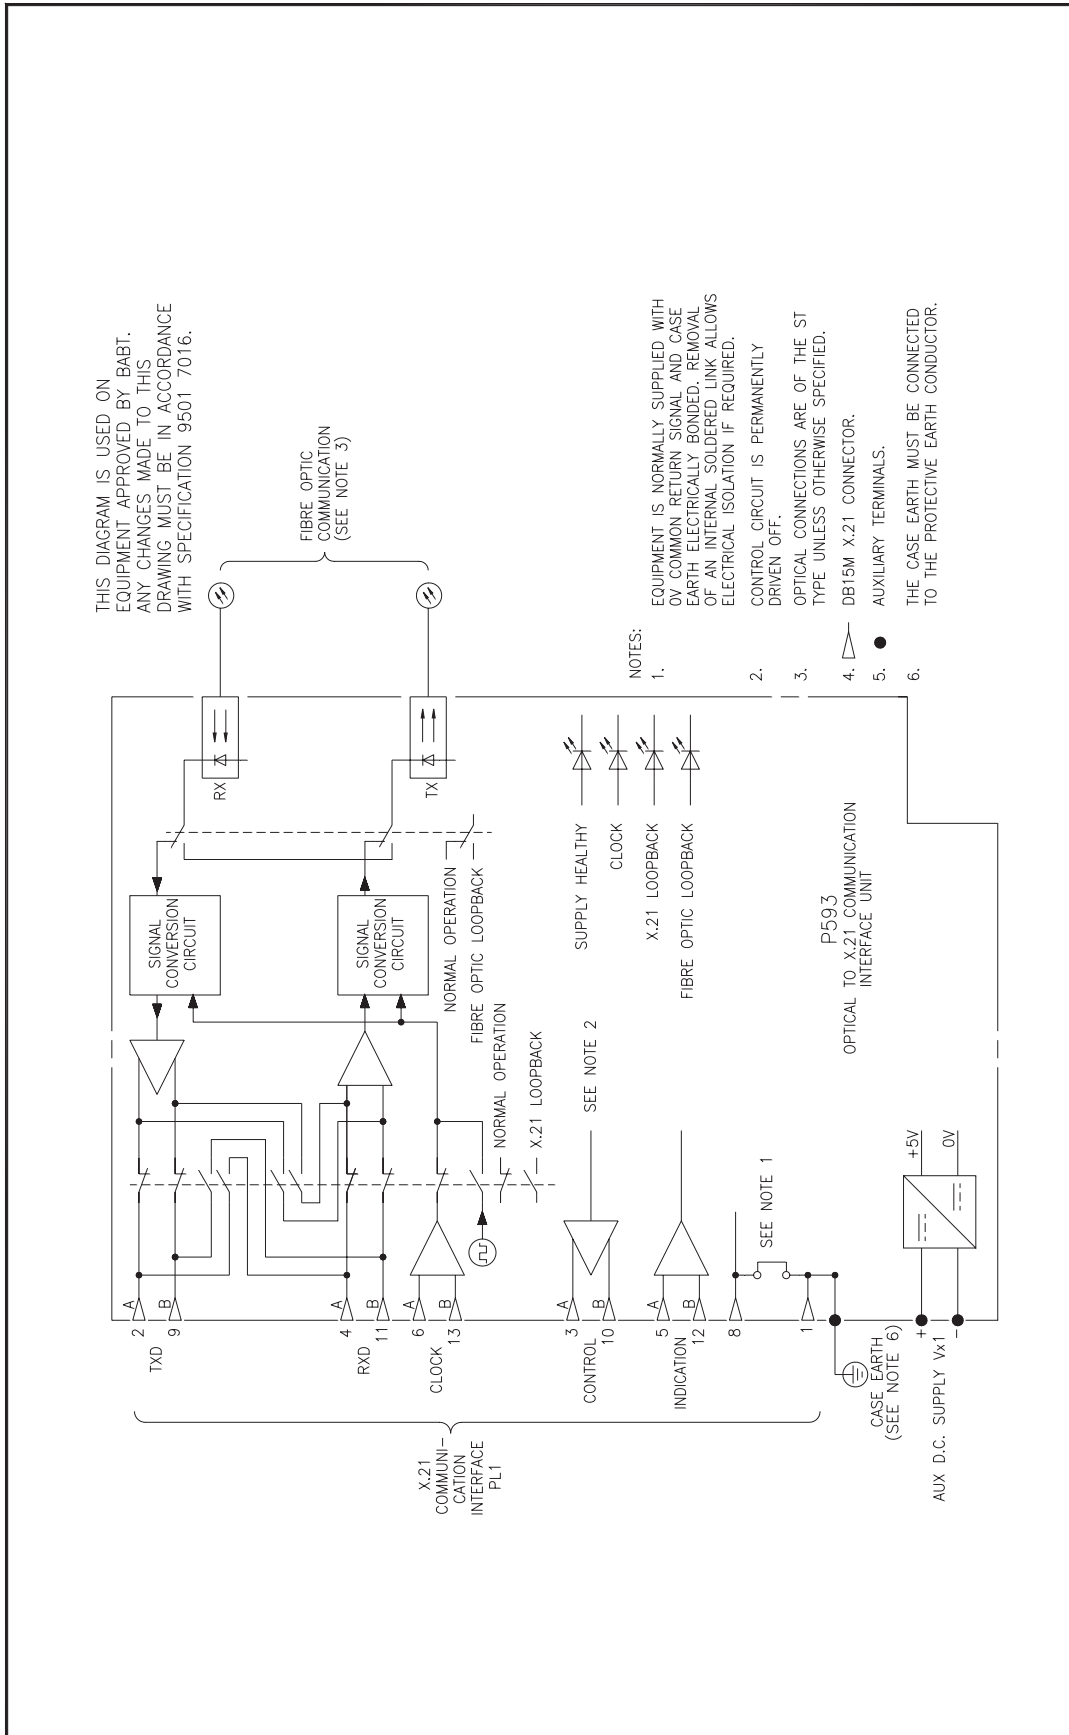 THIS DIAGRAM IS USED ON
EQUIPMENT APPROVED BY BABT.
ANY CHANGES MADE TO THIS
DRAWING MUST BE IN ACCORDANCE
WITH SPECIFICATION 9501 7016.
FIBRE OPTIC
COMMUNICATION
(SEE NOTE 3)
RX
TX
SIGNAL
CONVERSION
CIRCUIT
SIGNAL
CONVERSION
CIRCUIT
NORMAL OPERATION
FIBRE OPTIC LOOPBACK
NORMAL OPERATION
X.21 LOOPBACK
X.21
COMMUNI-
CATION
INTERFACE
PL1
TXD
2 A
9 B
RXD
4 A
11 B
CLOCK
6 A
13 B
CONTROL
3 A
10 B
SEE NOTE 2
INDICATION
5 A
12 B
8
1
SEE NOTE 1
CASE EARTH
(SEE NOTE 6)
AUX D.C. SUPPLY Vx1
+
-
+5V
0V
SUPPLY HEALTHY
CLOCK
X.21 LOOPBACK
FIBRE OPTIC LOOPBACK
P593
OPTICAL TO X.21 COMMUNICATION
INTERFACE UNIT
NOTES:
1. EQUIPMENT IS NORMALLY SUPPLIED WITH
0V COMMON RETURN SIGNAL AND CASE
EARTH ELECTRICALLY BONDED. REMOVAL
OF AN INTERNAL SOLDERED LINK ALLOWS
ELECTRICAL ISOLATION IF REQUIRED.
2. CONTROL CIRCUIT IS PERMANENTLY
DRIVEN OFF.
3. OPTICAL CONNECTIONS ARE OF THE ST
TYPE UNLESS OTHERWISE SPECIFIED.
4. DB15M X.21 CONNECTOR.
5. AUXILIARY TERMINALS.
6. THE CASE EARTH MUST BE CONNECTED
TO THE PROTECTIVE EARTH CONDUCTOR.